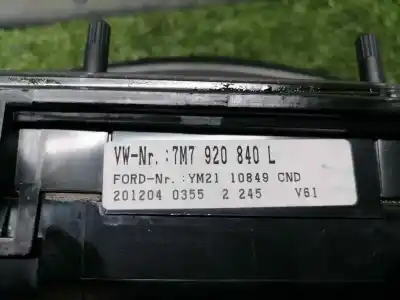 VW-Nr. :7M7 920 840 L
FORD-Nr. :YM21 10849 CND
201204 0355 2 245 V61